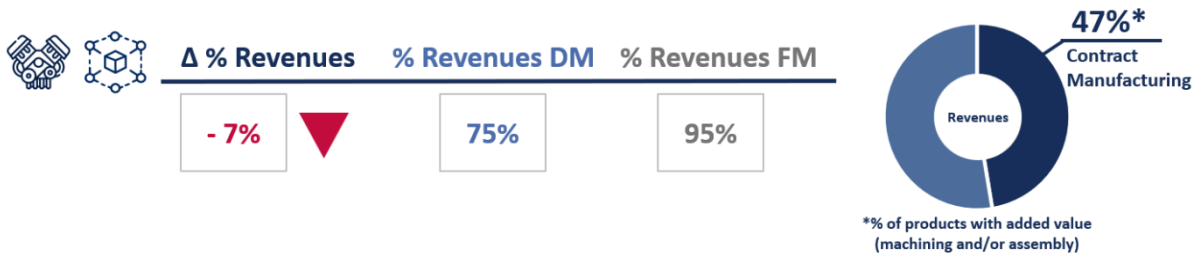 Δ % Revenues
% Revenues DM
% Revenues FM
- 7%
75%
95%
47%*
Contract
Manufacturing
Revenues
*% of products with added value
(machining and/or assembly)